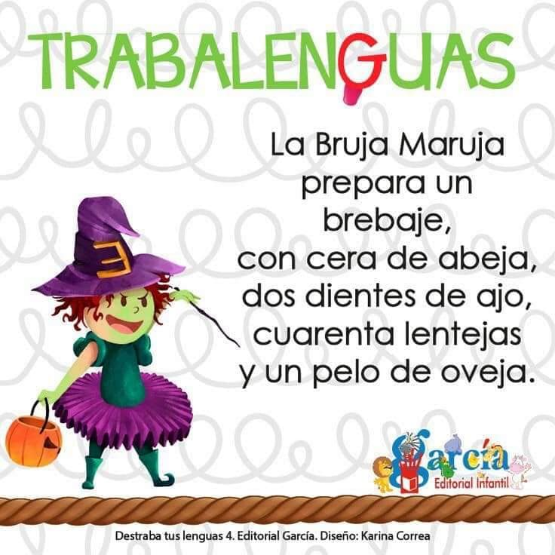 TRABALENGUAS
La Bruja Maruja
prepara un
brebaje,
con cera de abeja,
dos dientes de ajo,
cuarenta lentejas
y un pelo de oveja.
García
Editorial Infantil
Destraba tus lenguas 4. Editorial García. Diseño: Karina Correa